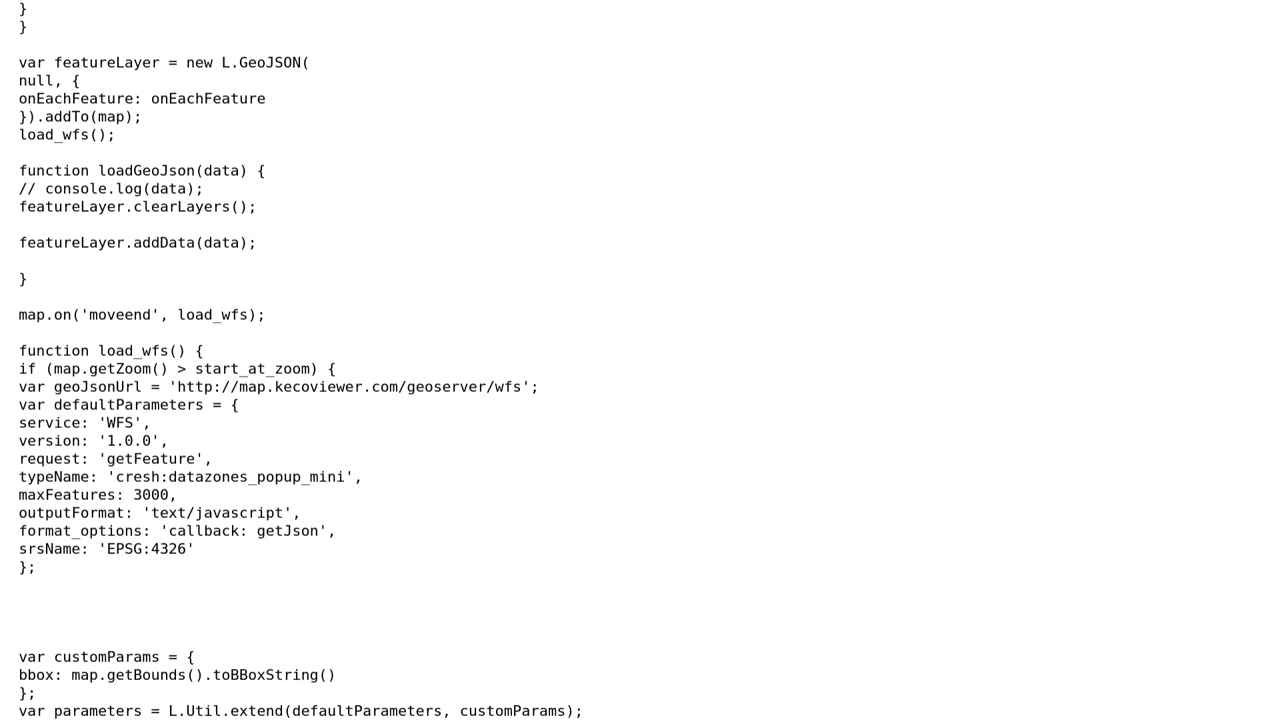 }
}
var featureLayer = new L.GeoJSON(
null, {
onEachFeature: onEachFeature
}).addTo(map);
load_wfs();
function loadGeoJson(data) {
// console.log(data);
featureLayer.clearLayers();
featureLayer.addData(data);
}
map.on('moveend', load_wfs);
function load_wfs() {
if (map.getZoom() > start_at_zoom) {
var geoJsonUrl = 'http://map.kecoviewer.com/geoserver/wfs';
var defaultParameters = {
service: 'WFS',
version: '1.0.0',
request: 'getFeature',
typeName: 'cresh:datazones_popup_mini',
maxFeatures: 3000,
outputFormat: 'text/javascript',
format_options: 'callback: getJson',
srsName: 'EPSG:4326'
};
var customParams = {
bbox: map.getBounds().toBBoxString()
};
var parameters = L.Util.extend(defaultParameters, customParams);